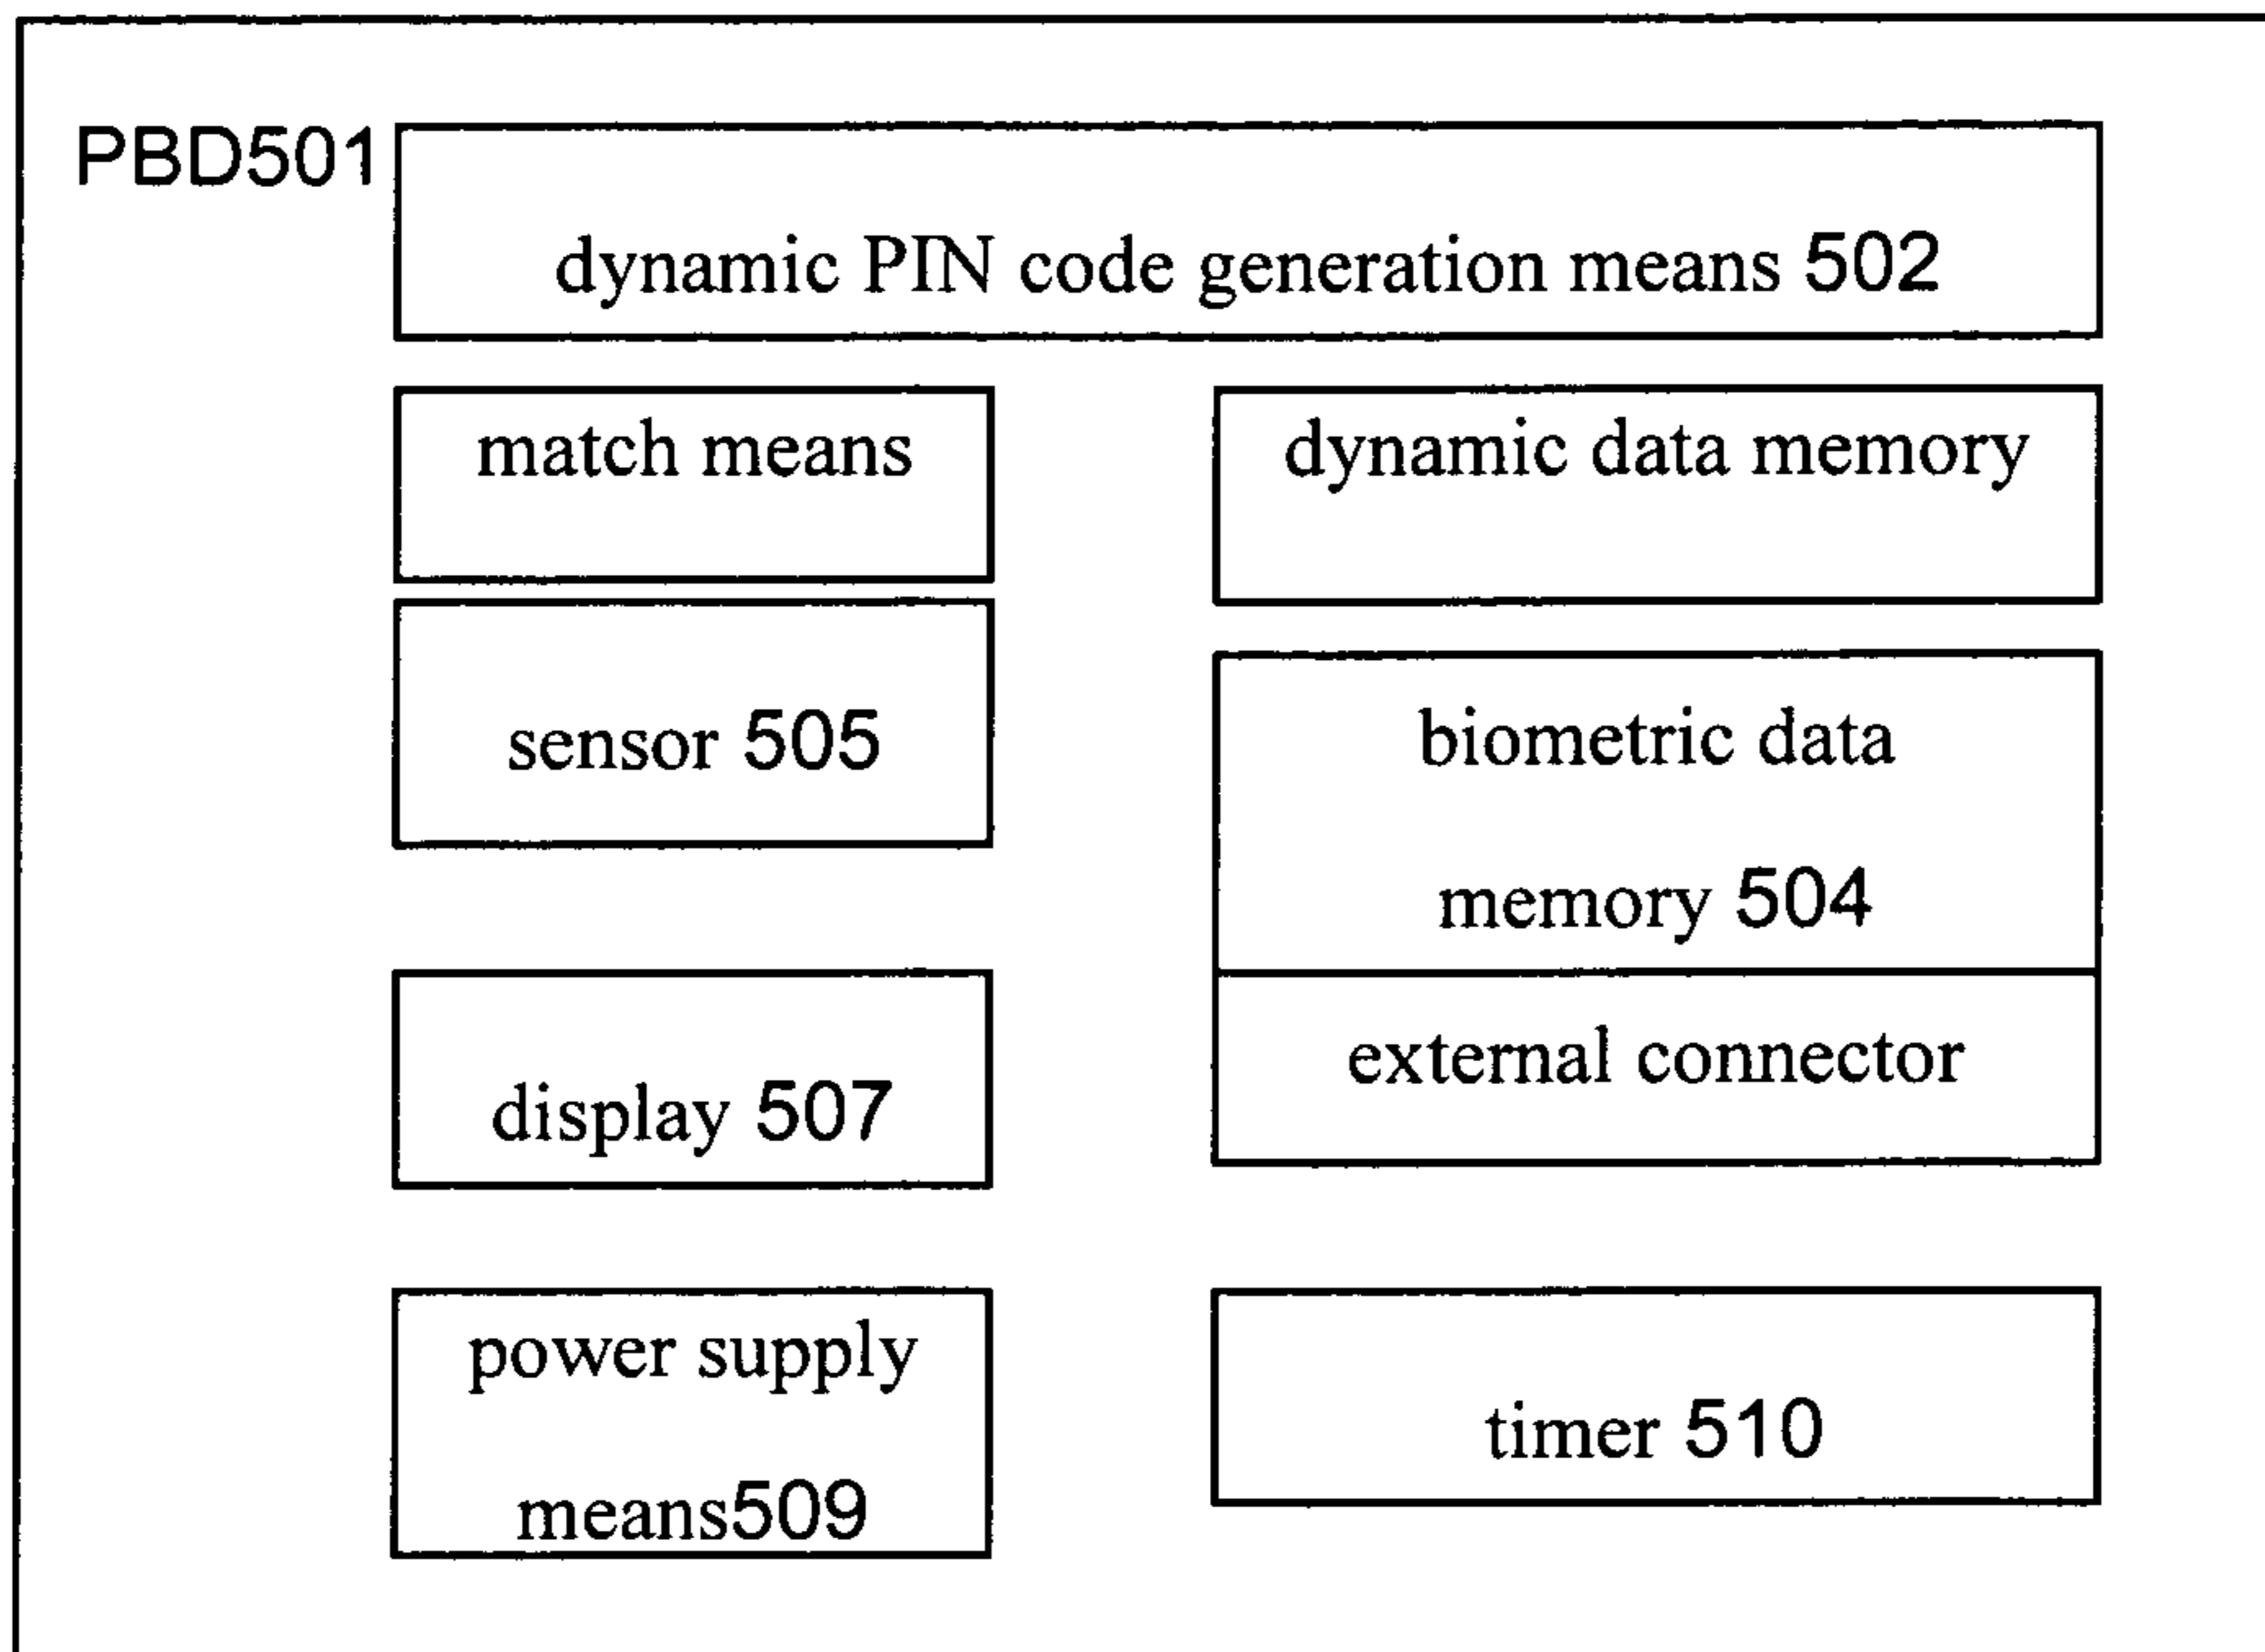 PBD501
dynamic PIN code generation means 502
match means
dynamic data memory
sensor 505
biometric data
memory 504
display 507
external connector
power supply
means509
timer 510